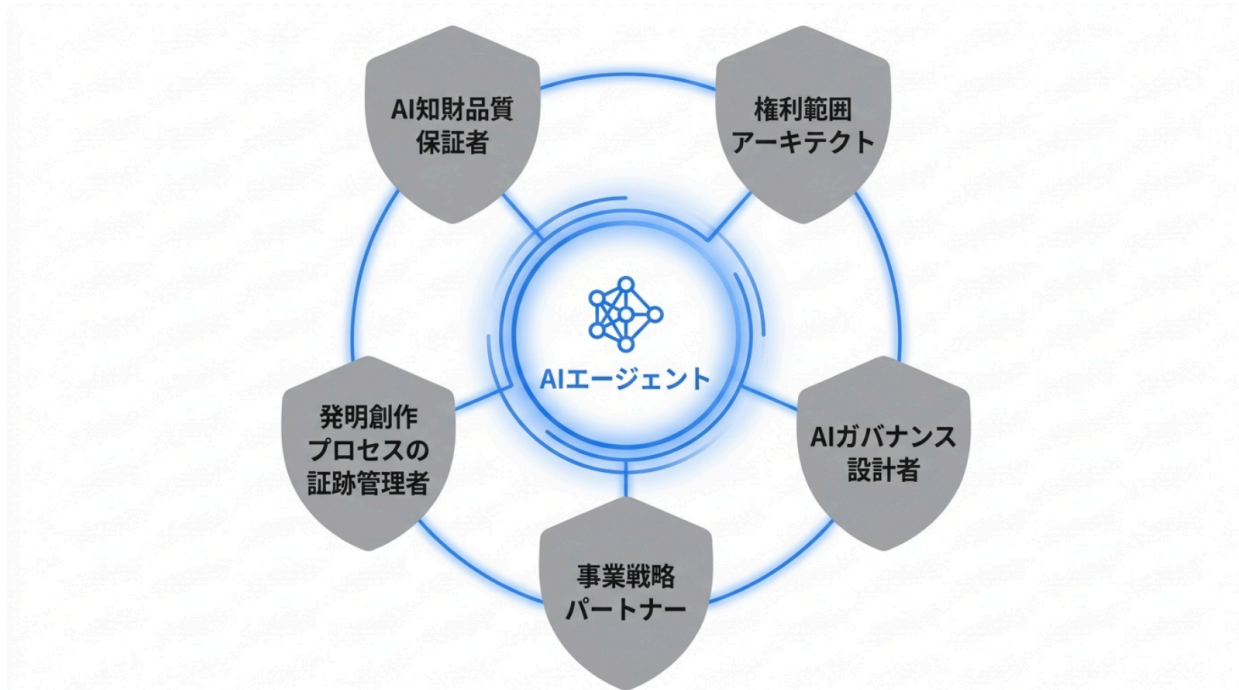 AI知財品質
保証者
権利範囲
アーキテクト
AIエージェント
発明創作
プロセスの
証跡管理者
AIガバナンス
設計者
事業戦略
パートナー